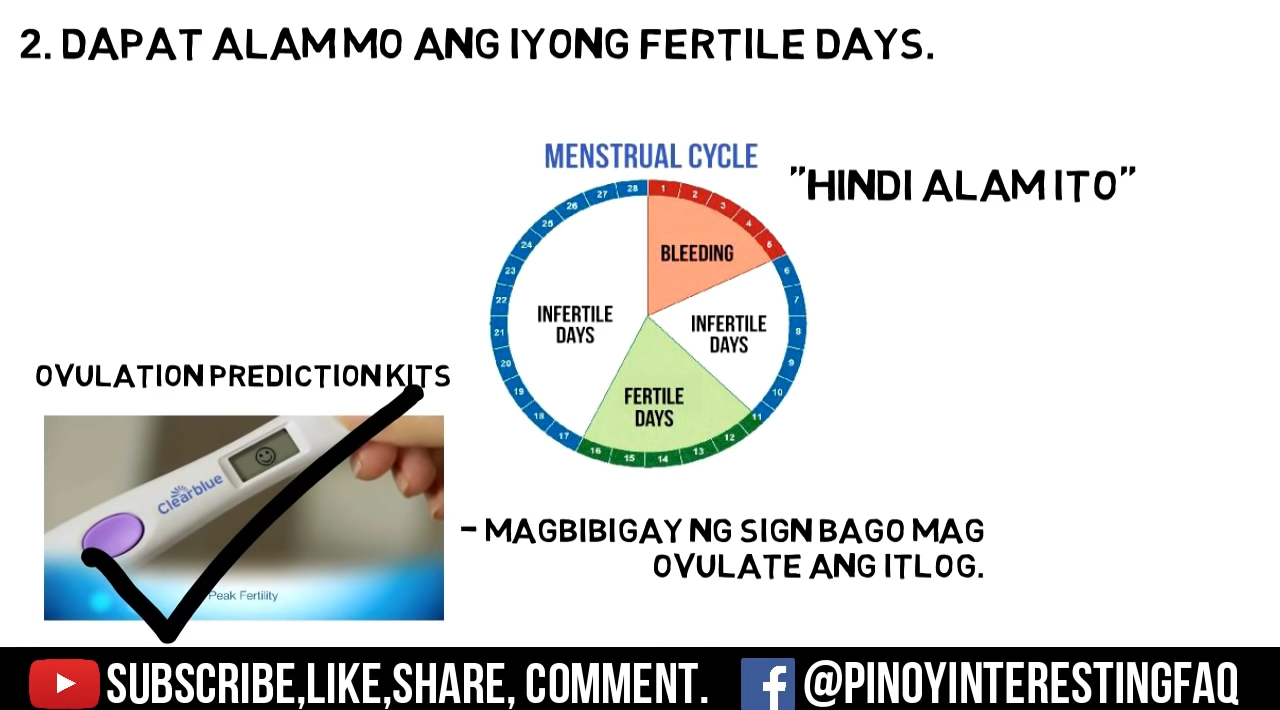 2. DAPAT ALAM MO ANG IYONG FERTILE DAYS.
MENSTRUAL CYCLE
"HINDI ALAM ITO"
28 1 2 3 4 5 6 7 8 9 10 11 12 13 14 15 16 17 18 19 20 21 22 23 24 25 26 27
BLEEDING
INFERTILE
DAYS
INFERTILE
DAYS
FERTILE
DAYS
OVULATION PREDICTION KITS
Clearblue
Peak Fertility
- MAGBIBIGAY NG SIGN BAGO MAG
OVULATE ANG ITLOG.
SUBSCRIBE,LIKE,SHARE, COMMENT.
f @PINOYINTERESTINGFAQ